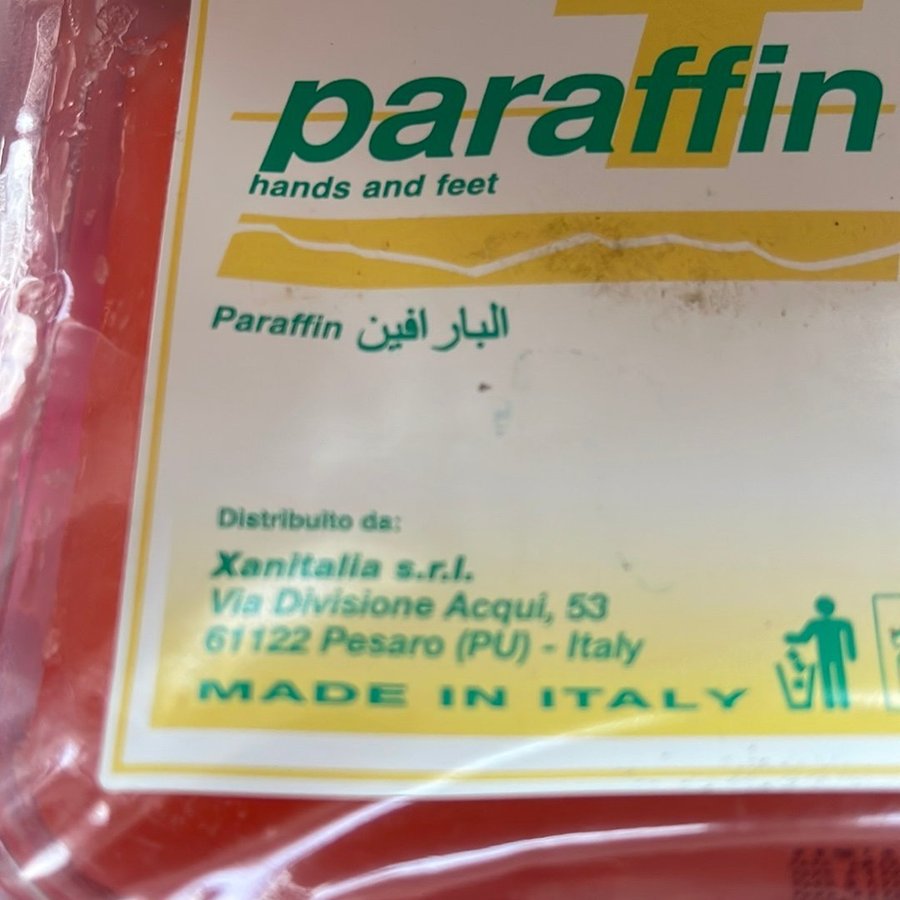 paraffin
hands and feet
Paraffin البارافين
Distribuito da:
Xanitalia s.r.l.
Via Divisione Acqui, 53
61122 Pesaro (PU) - Italy
MADE IN ITALY